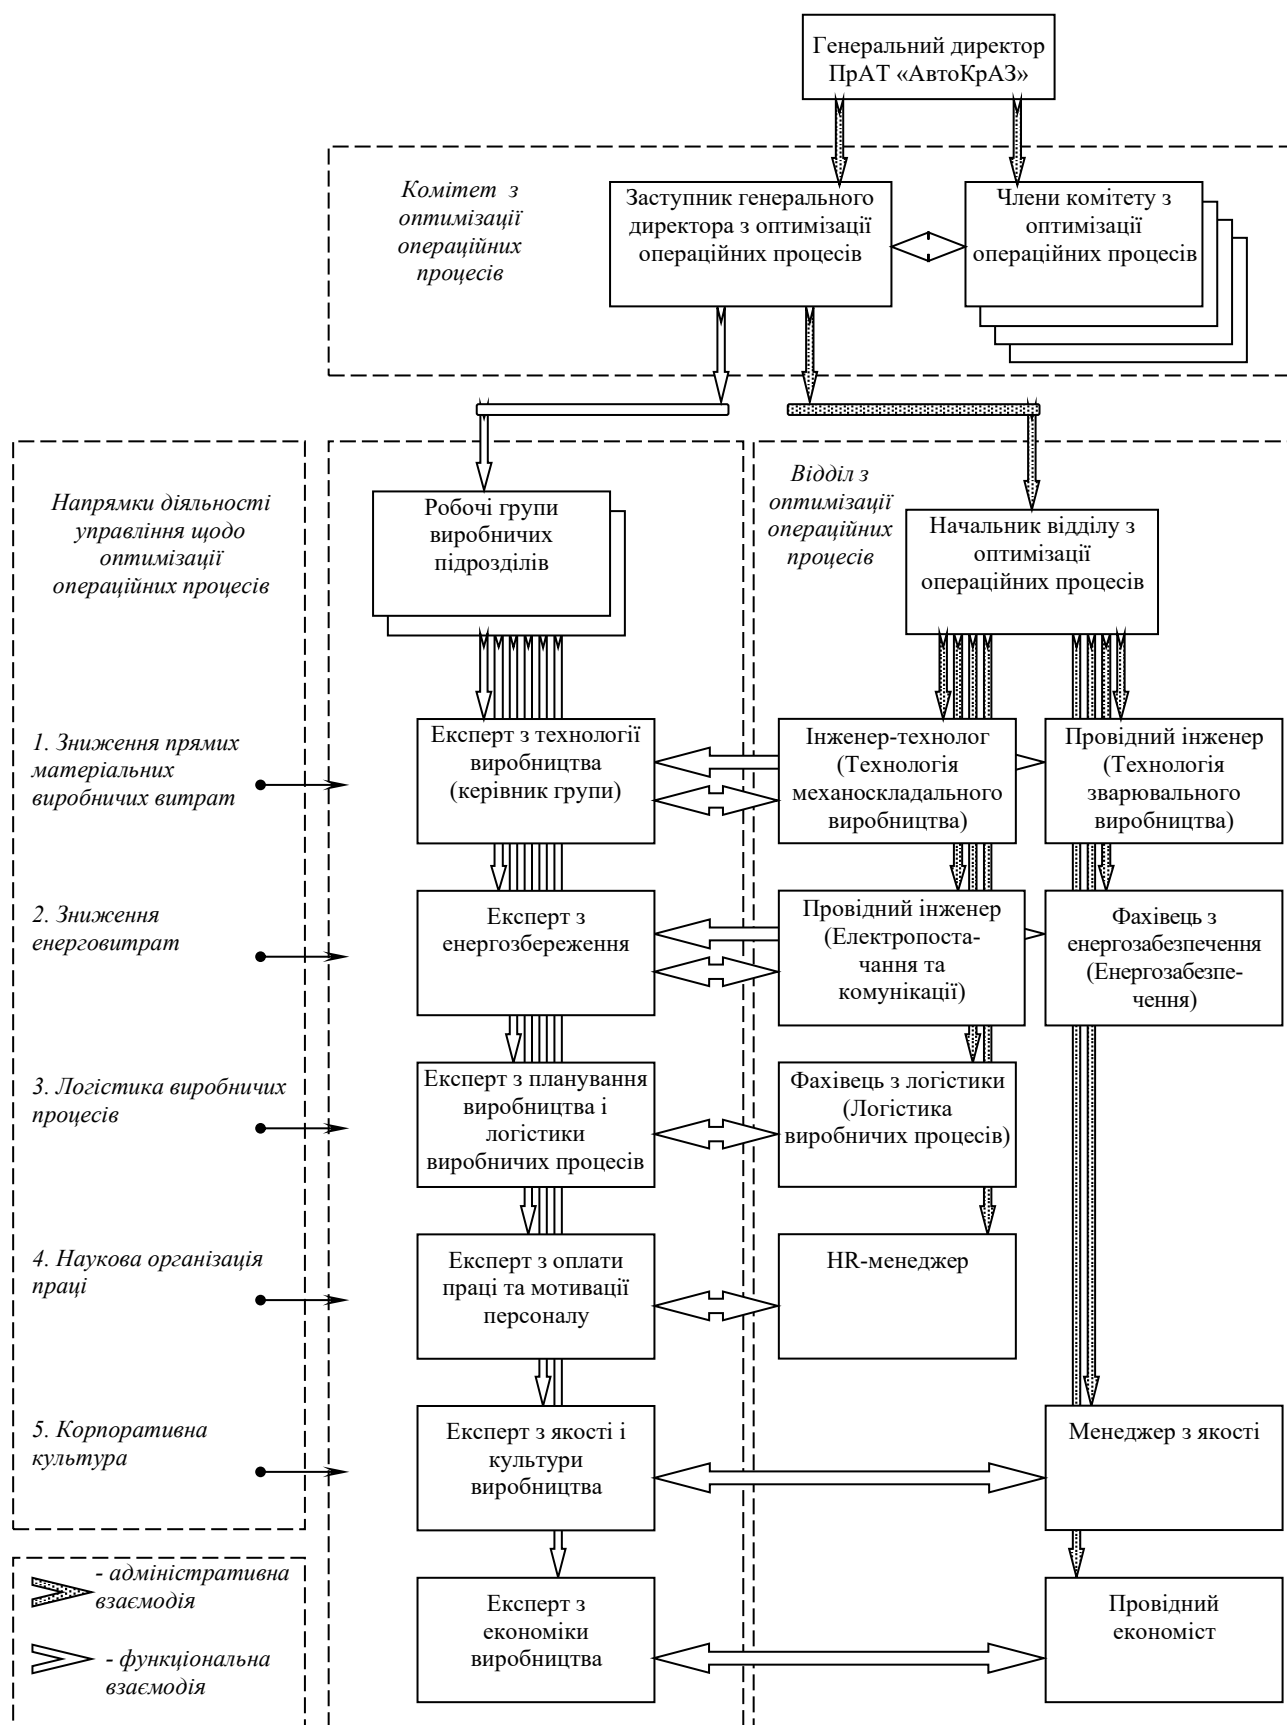 Генеральний директор
ПрАТ «АвтоКрАЗ»
Комітет з
оптимізації
операційних
процесів
Заступник генерального
директора з оптимізації
операційних процесів
Члени комітету з
оптимізації
операційних процесів
Напрямки діяльності
управління щодо
оптимізації
операційних процесів
Робочі групи
виробничих
підрозділів
Відділ з
оптимізації
операційних
процесів
Начальник відділу з
оптимізації
операційних процесів
1. Зниження прямих
матеріальних
виробничих витрат
Експерт з технології
виробництва
(керівник групи)
Інженер-технолог
(Технологія
механоскладального
виробництва)
Провідний інженер
(Технологія
зварювального
виробництва)
2. Зниження
енерговитрат
Експерт з
енергозбереження
Провідний інженер
(Електропоста-
чання та
комунікації)
Фахівець з
енергозабезпечення
(Енергозабезпе-
чення)
3. Логістика виробничих
процесів
Експерт з планування
виробництва і
логістики
виробничих процесів
Фахівець з логістики
(Логістика
виробничих процесів)
4. Наукова організація
праці
Експерт з оплати
праці та мотивації
персоналу
HR-менеджер
5. Корпоративна
культура
Експерт з якості і
культури
виробництва
Менеджер з якості
- адміністративна
взаємодія
- функціональна
взаємодія
Експерт з
економіки
виробництва
Провідний
економіст